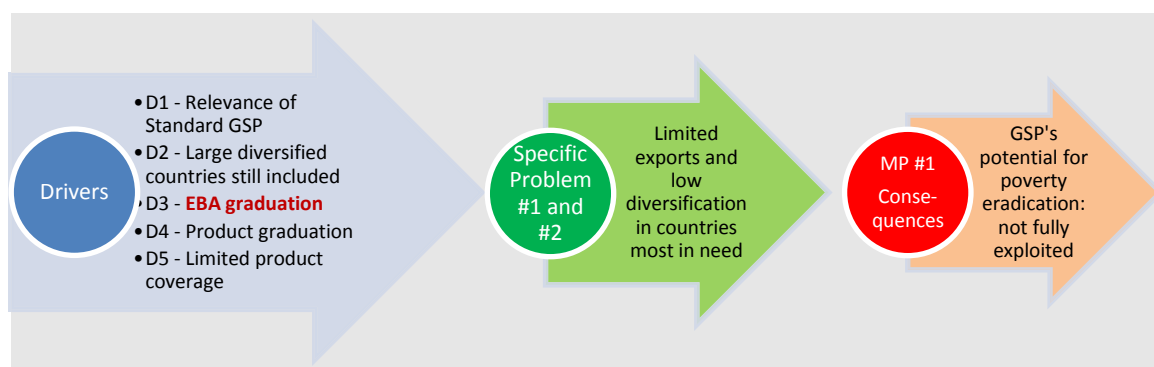 Drivers
•D1 - Relevance of
Standard GSP
•D2 - Large diversified
countries still included
•D3 - EBA graduation
•D4 - Product graduation
•D5 - Limited product
coverage
Specific
Problem
#1 and
#2
Limited
exports and
low
diversification
in countries
most in need
MP #1
Conse-
quences
GSP's
potential for
poverty
eradication:
not fully
exploited